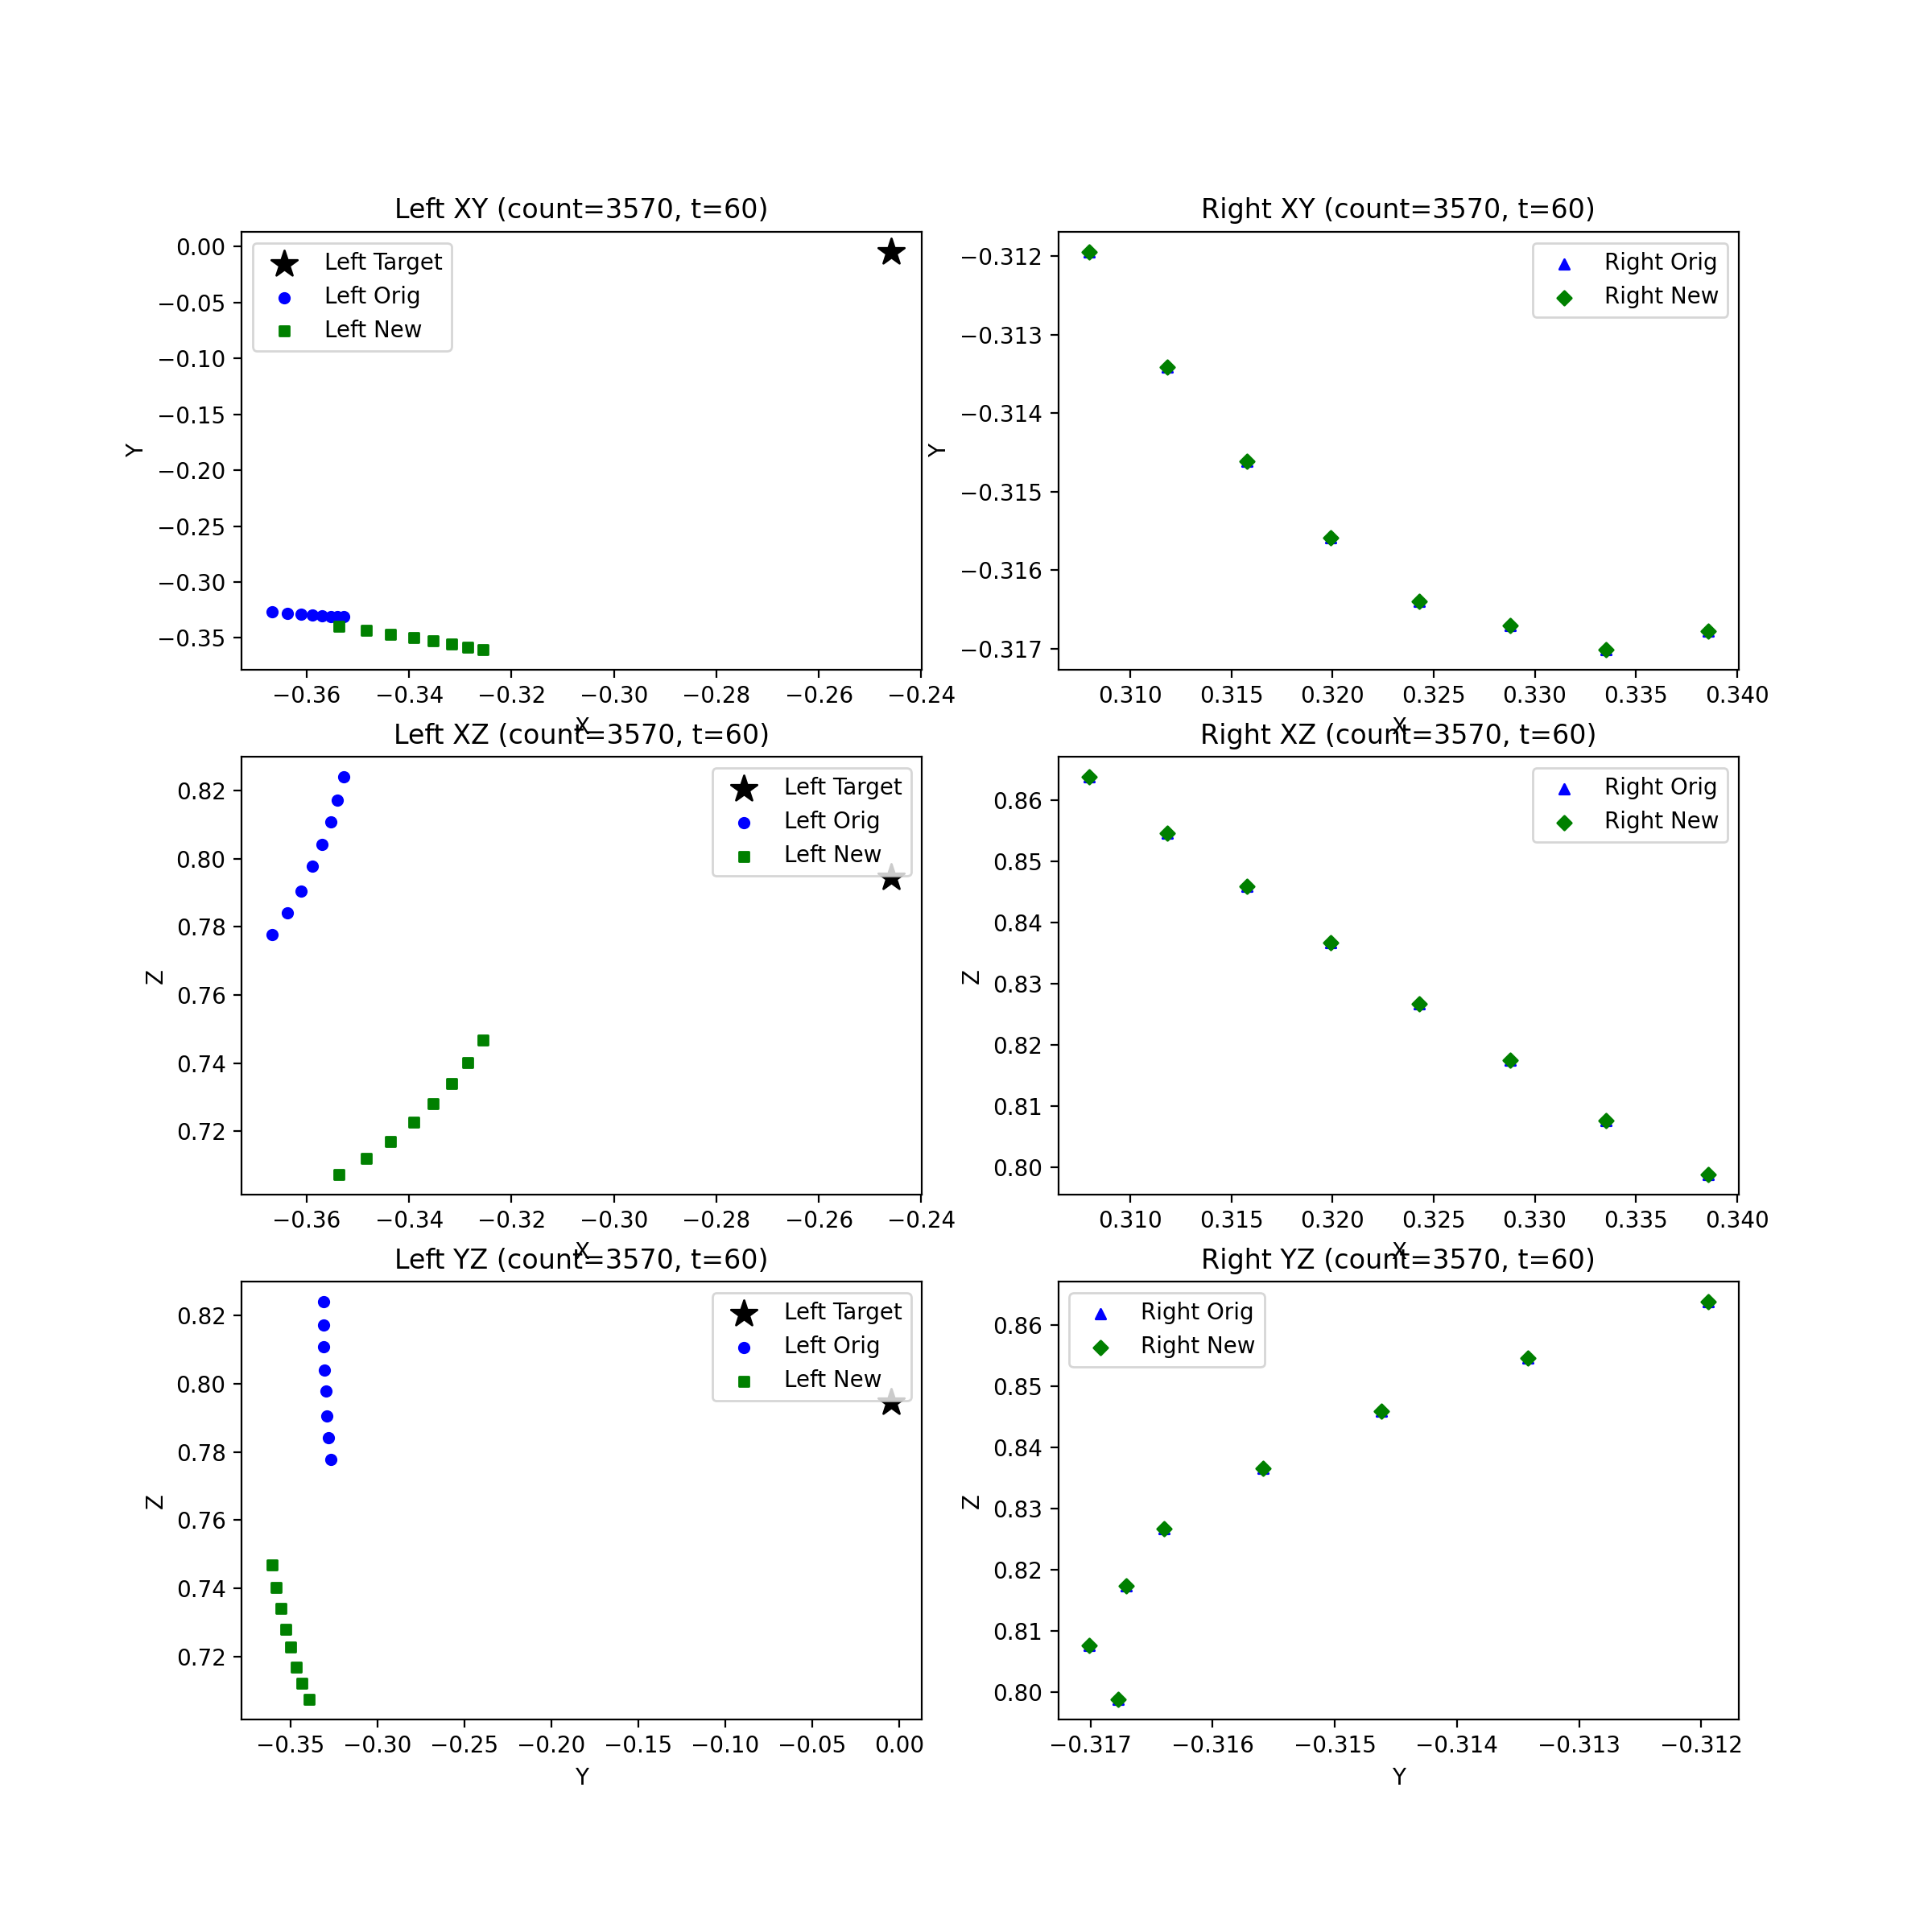 Left XY (count=3570, t=60)
Right XY (count=3570, t=60)
0.00
−0.05
−0.10
−0.15
−0.20
−0.25
−0.30
−0.35
Y
Left Target
Left Orig
Left New
−0.36
−0.34
−0.32
−0.30
−0.28
−0.26
−0.24
X
−0.312
−0.313
−0.314
−0.315
−0.316
−0.317
Y
Right Orig
Right New
0.310
0.315
0.320
0.325
0.330
0.335
0.340
X
Left XZ (count=3570, t=60)
Right XZ (count=3570, t=60)
0.82
0.80
0.78
0.76
0.74
0.72
Z
Left Target
Left Orig
Left New
−0.36
−0.34
−0.32
−0.30
−0.28
−0.26
−0.24
X
0.86
0.85
0.84
0.83
0.82
0.81
0.80
Z
Right Orig
Right New
0.310
0.315
0.320
0.325
0.330
0.335
0.340
X
Left YZ (count=3570, t=60)
Right YZ (count=3570, t=60)
0.82
0.80
0.78
0.76
0.74
0.72
Z
Left Target
Left Orig
Left New
−0.35
−0.30
−0.25
−0.20
−0.15
−0.10
−0.05
0.00
Y
0.86
0.85
0.84
0.83
0.82
0.81
0.80
Z
Right Orig
Right New
−0.317
−0.316
−0.315
−0.314
−0.313
−0.312
Y